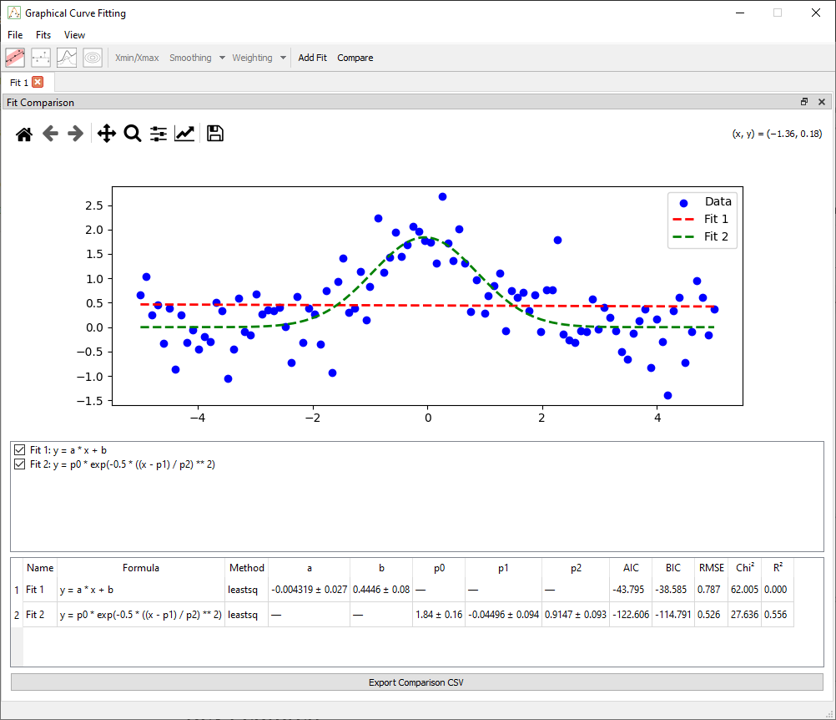 Graphical Curve Fitting
File Fits View
Xmin/Xmax Smoothing Weighting Add Fit Compare
Fit 1
Fit Comparison
(x, y) = (−1.36, 0.18)
2.5
2.0
1.5
1.0
0.5
0.0
−0.5
−1.0
−1.5
−4 −2 0 2 4
Data
Fit 1
Fit 2
Fit 1: y = a * x + b
Fit 2: y = p0 * exp(-0.5 * ((x - p1) / p2) ** 2)
Name Formula Method a b p0 p1 p2 AIC BIC RMSE Chi² R²
1 Fit 1 y = a * x + b leastsq -0.004319 ± 0.027 0.4446 ± 0.08 — — — -43.795 -38.585 0.787 62.005 0.000
2 Fit 2 y = p0 * exp(-0.5 * ((x - p1) / p2) ** 2) leastsq — — 1.84 ± 0.16 -0.04496 ± 0.094 0.9147 ± 0.093 -122.606 -114.791 0.526 27.636 0.556
Export Comparison CSV